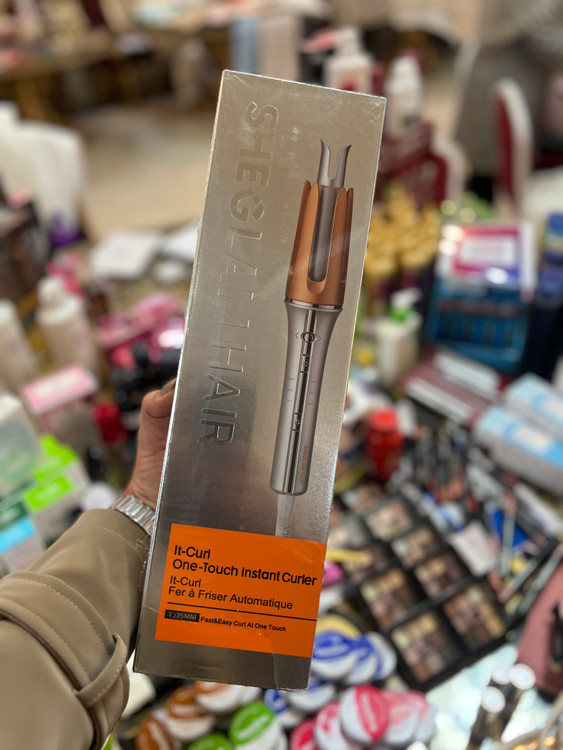 SHEGLAM HAIR
It-Curl
One-Touch Instant Curler
It-Curl
Fer à Friser Automatique
1"/25MM Fast&Easy Curl At One Touch